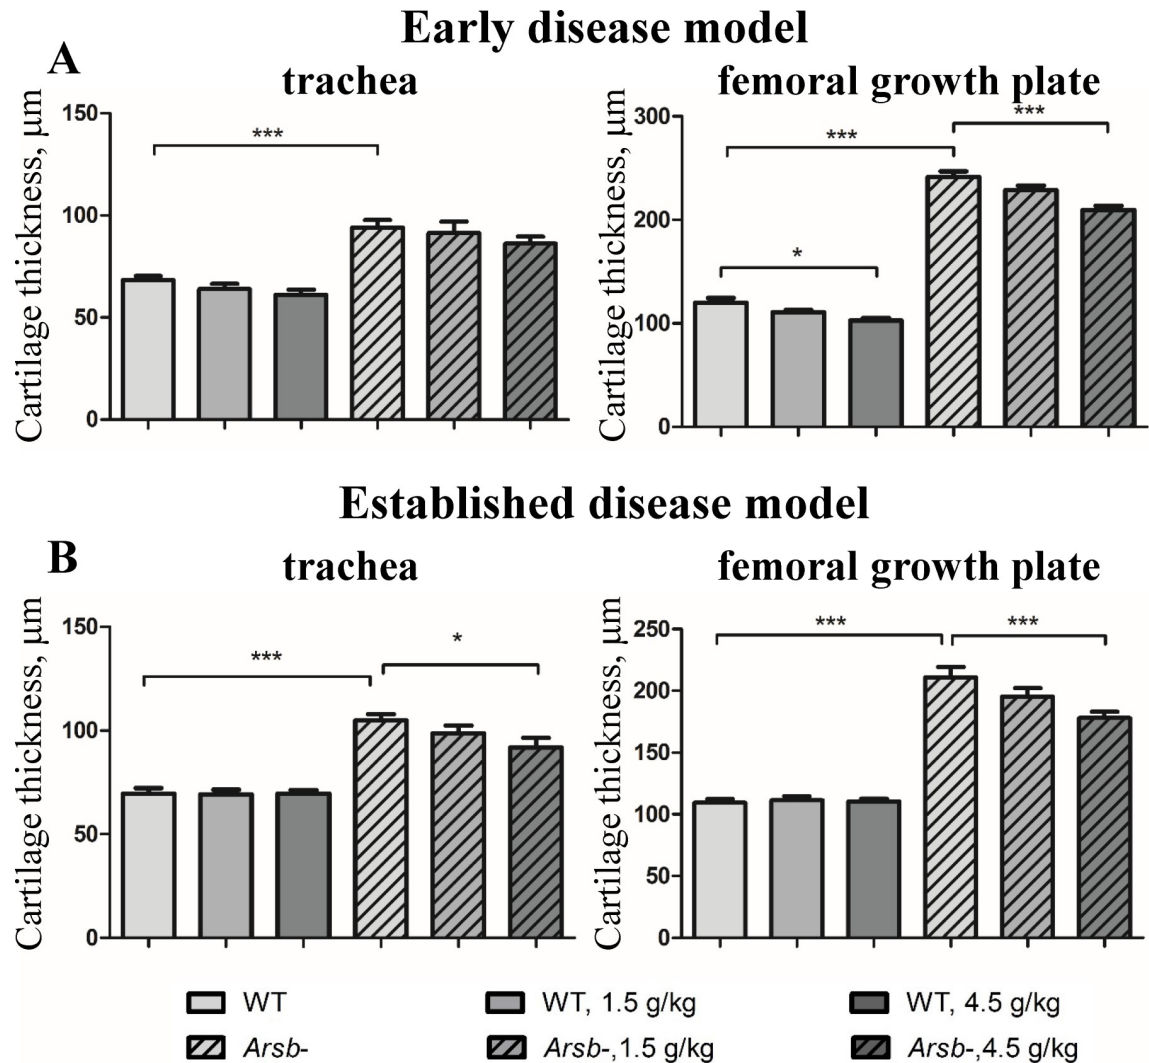 Early disease model
A
trachea
femoral growth plate
Cartilage thickness, μm
150
100
50
0
***
Cartilage thickness, μm
300
200
100
0
*
***
***
Established disease model
B
trachea
femoral growth plate
Cartilage thickness, μm
150
100
50
0
***
*
Cartilage thickness, μm
250
200
150
100
50
0
***
***
WT
WT, 1.5 g/kg
WT, 4.5 g/kg
Arsb-
Arsb-,1.5 g/kg
Arsb-,4.5 g/kg